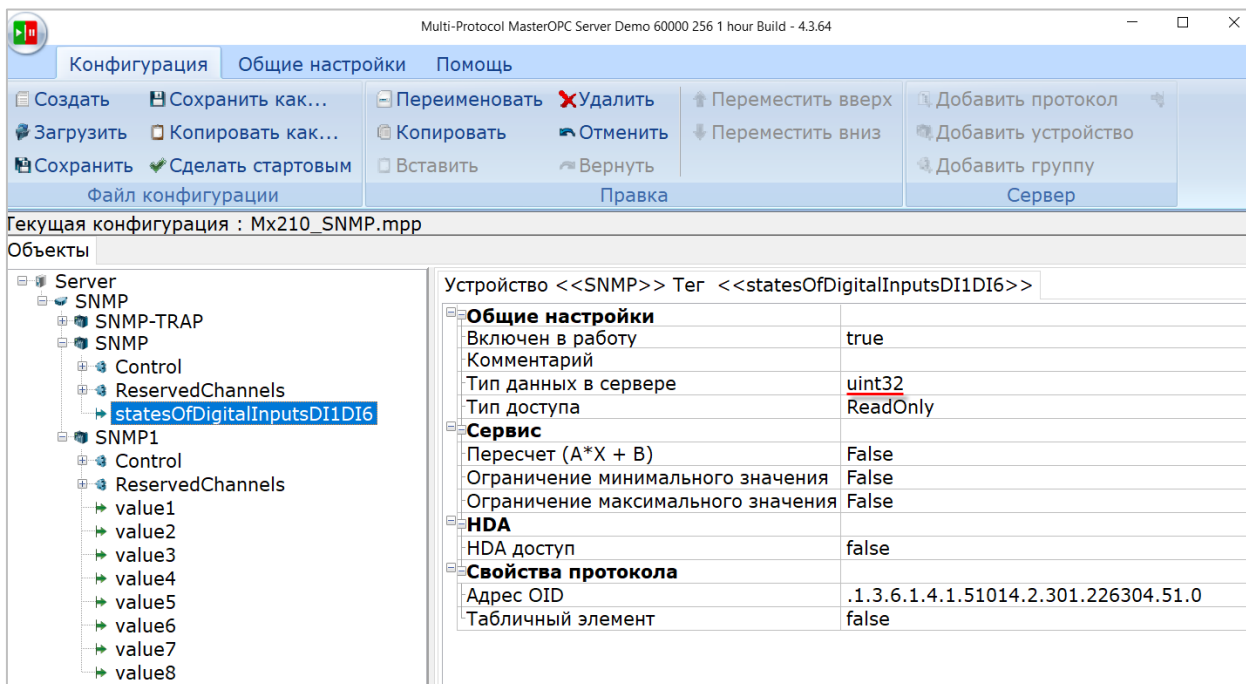 Multi-Protocol MasterOPC Server Demo 60000 256 1 hour Build - 4.3.64
Конфигурация Общие настройки Помощь
Создать Сохранить как... Переименовать Удалить Переместить вверх Добавить протокол
Загрузить Копировать как... Копировать Отменить Переместить вниз Добавить устройство
Сохранить Сделать стартовым Вставить Вернуть Добавить группу
Файл конфигурации Правка Сервер
Текущая конфигурация : Mx210_SNMP.mpp
Объекты
Server
SNMP
SNMP-TRAP
SNMP
Control
ReservedChannels
statesOfDigitalInputsDI1DI6
SNMP1
Control
ReservedChannels
value1
value2
value3
value4
value5
value6
value7
value8
Устройство <<SNMP>> Тег <<statesOfDigitalInputsDI1DI6>>
Общие настройки
Включен в работу true
Комментарий
Тип данных в сервере uint32
Тип доступа ReadOnly
Сервис
Пересчет (A*X + B) False
Ограничение минимального значения False
Ограничение максимального значения False
HDA
HDA доступ false
Свойства протокола
Адрес OID .1.3.6.1.4.1.51014.2.301.226304.51.0
Табличный элемент false